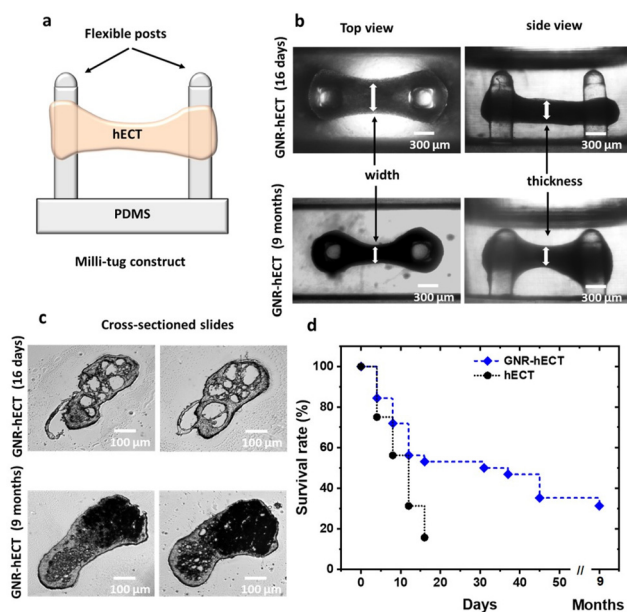 a
Flexible posts
hECT
PDMS
Milli-tug construct
b
Top view
side view
GNR-hECT (16 days)
300 µm
300 µm
width
thickness
GNR-hECT (9 months)
300 µm
300 µm
c
Cross-sectioned slides
GNR-hECT (16 days)
100 µm
100 µm
GNR-hECT (9 months)
100 µm
100 µm
d
GNR-hECT
hECT
Survival rate (%)
100
80
60
40
20
0
0 10 20 30 40 50 // 9
Days Months